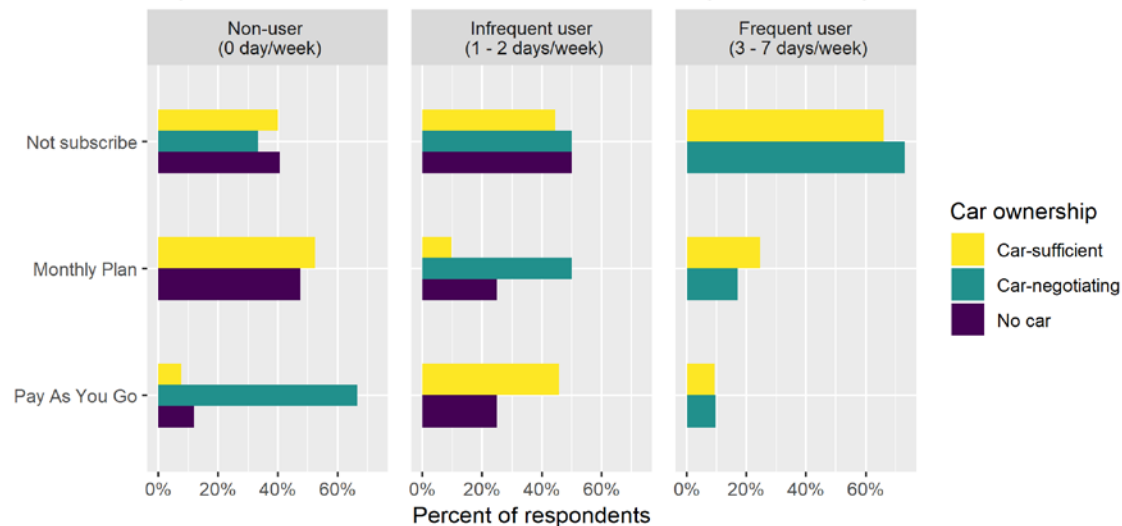 Non-user
(0 day/week)
Infrequent user
(1 - 2 days/week)
Frequent user
(3 - 7 days/week)
Not subscribe
Monthly Plan
Pay As You Go
0% 20% 40% 60%
0% 20% 40% 60%
0% 20% 40% 60%
Percent of respondents
Car ownership
Car-sufficient
Car-negotiating
No car